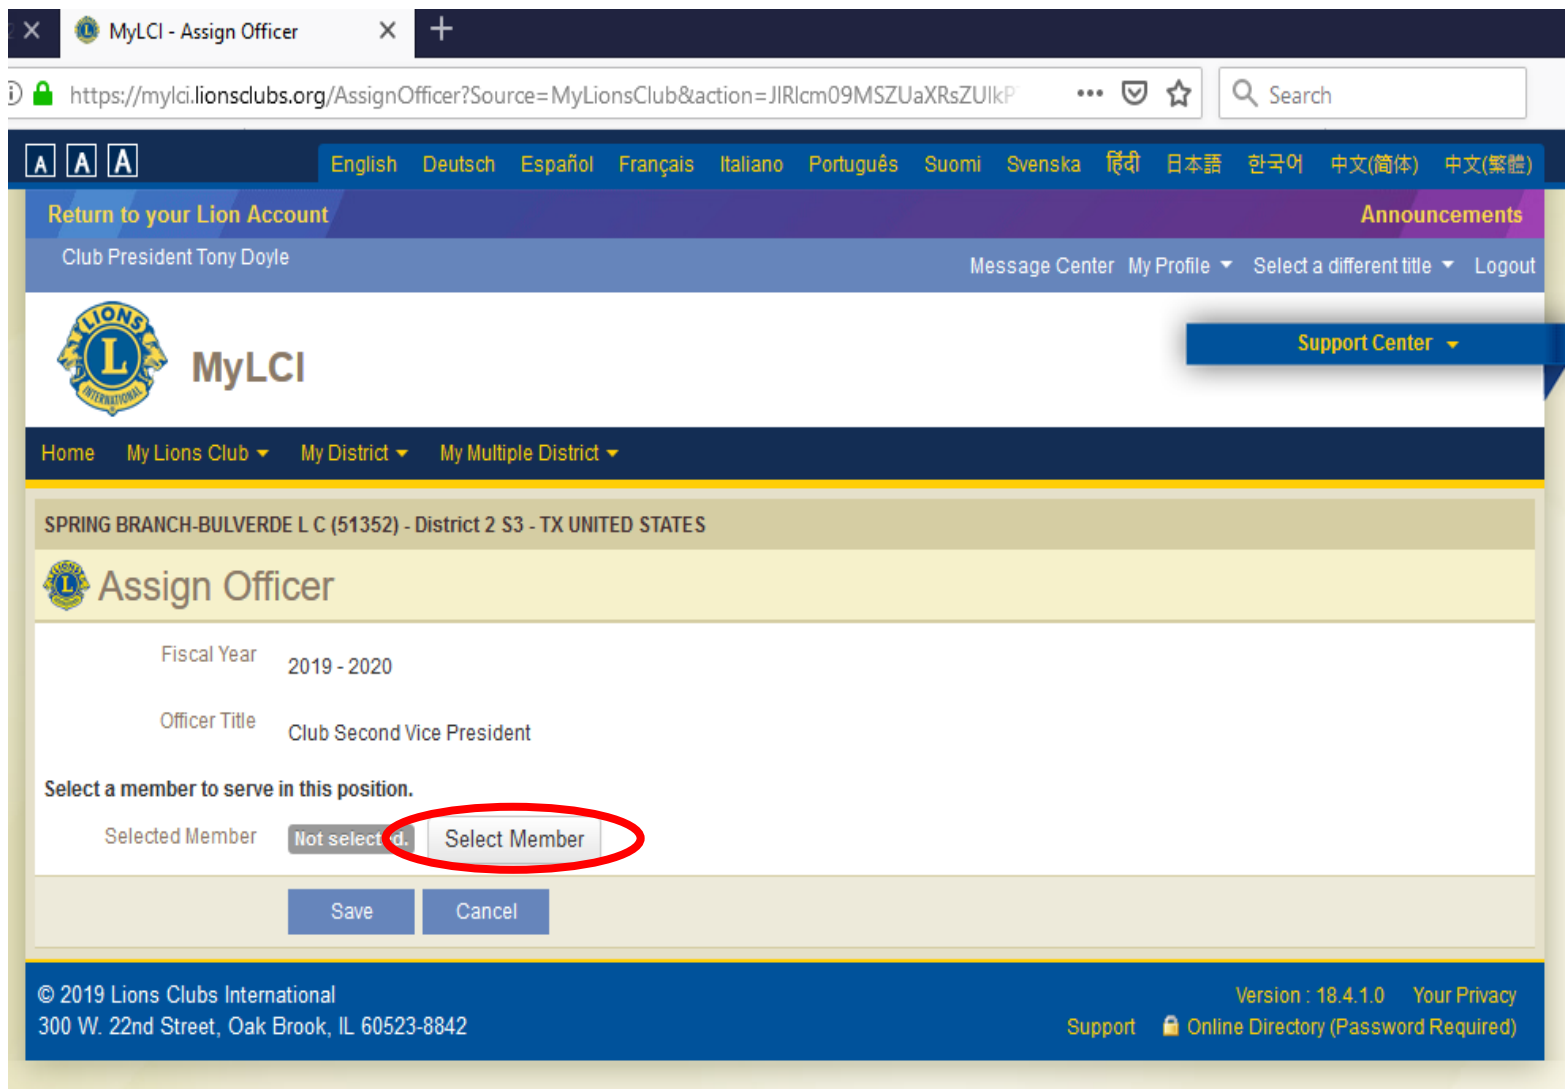 MyLCI - Assign Officer
https://mylci.lionsclubs.org/AssignOfficer?Source=MyLionsClub&action=JlRlcm09MSZUaXRsZUlkP
Search
A A A English Deutsch Español Français Italiano Português Suomi Svenska हिंदी 日本語 한국어 中文(简体) 中文(繁體)
Return to your Lion Account Announcements
Club President Tony Doyle Message Center My Profile Select a different title Logout
LIONS
L
INTERNATIONAL
MyLCI
Support Center
Home My Lions Club My District My Multiple District
SPRING BRANCH-BULVERDE L C (51352) - District 2 S3 - TX UNITED STATES
Assign Officer
Fiscal Year 2019 - 2020
Officer Title Club Second Vice President
Select a member to serve in this position.
Selected Member Not selected. Select Member
Save Cancel
© 2019 Lions Clubs International Version : 18.4.1.0 Your Privacy
300 W. 22nd Street, Oak Brook, IL 60523-8842 Support Online Directory (Password Required)